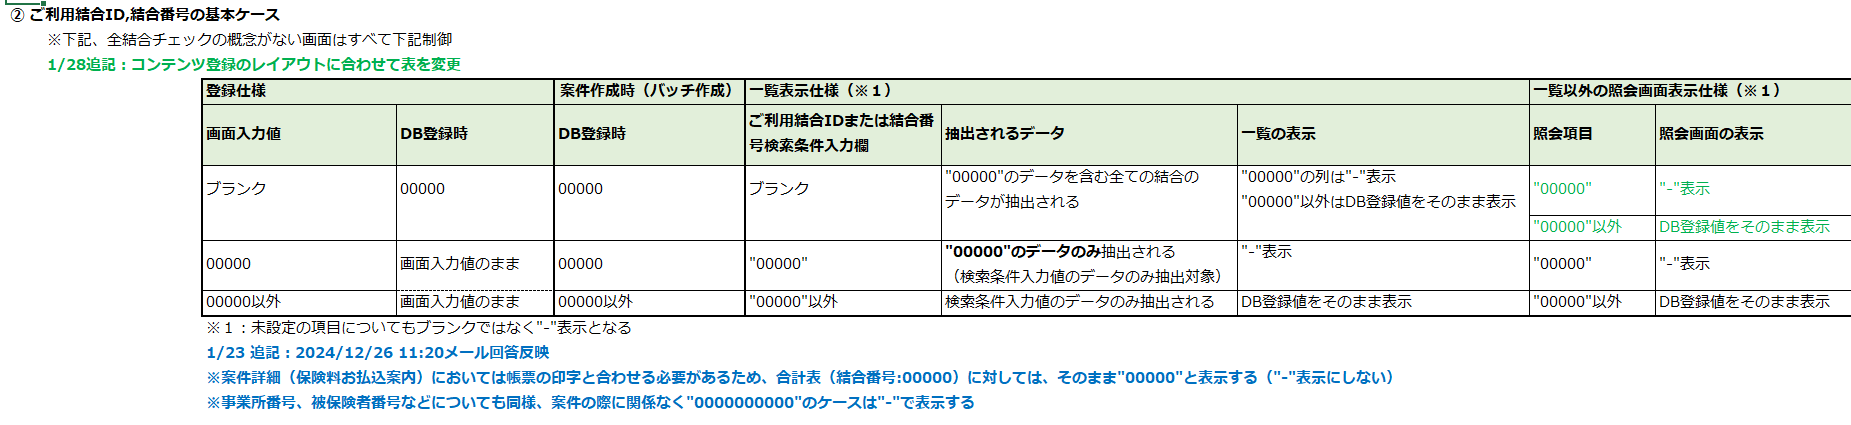 ② ご利用結合ID,結合番号の基本ケース
※下記、全結合チェックの概念がない画面はすべて下記制御
1/28追記：コンテンツ登録のレイアウトに合わせて表を変更
登録仕様 案件作成時（バッチ作成） 一覧表示仕様（※１） 一覧以外の照会画面表示仕様（※１）
画面入力値 DB登録時 DB登録時 ご利用結合IDまたは結合番号検索条件入力欄 抽出されるデータ 一覧の表示 照会項目 照会画面の表示
ブランク 00000 00000 ブランク "00000"のデータを含む全ての結合のデータが抽出される "00000"の列は"-"表示 "00000"以外はDB登録値をそのまま表示 "00000" "-"表示
"00000"以外 DB登録値をそのまま表示
00000 画面入力値のまま 00000 "00000" "00000"のデータのみ抽出される（検索条件入力値のデータのみ抽出対象） "-"表示 "00000" "-"表示
00000以外 画面入力値のまま 00000以外 "00000"以外 検索条件入力値のデータのみ抽出される DB登録値をそのまま表示 "00000"以外 DB登録値をそのまま表示
※１：未設定の項目についてもブランクではなく"-"表示となる
1/23 追記：2024/12/26 11:20メール回答反映
※案件詳細（保険料お払込案内）においては帳票の印字と合わせる必要があるため、合計表（結合番号:00000）に対しては、そのまま"00000"と表示する（"-"表示にしない）
※事業所番号、被保険者番号などについても同様、案件の際に関係なく"0000000000"のケースは"-"で表示する